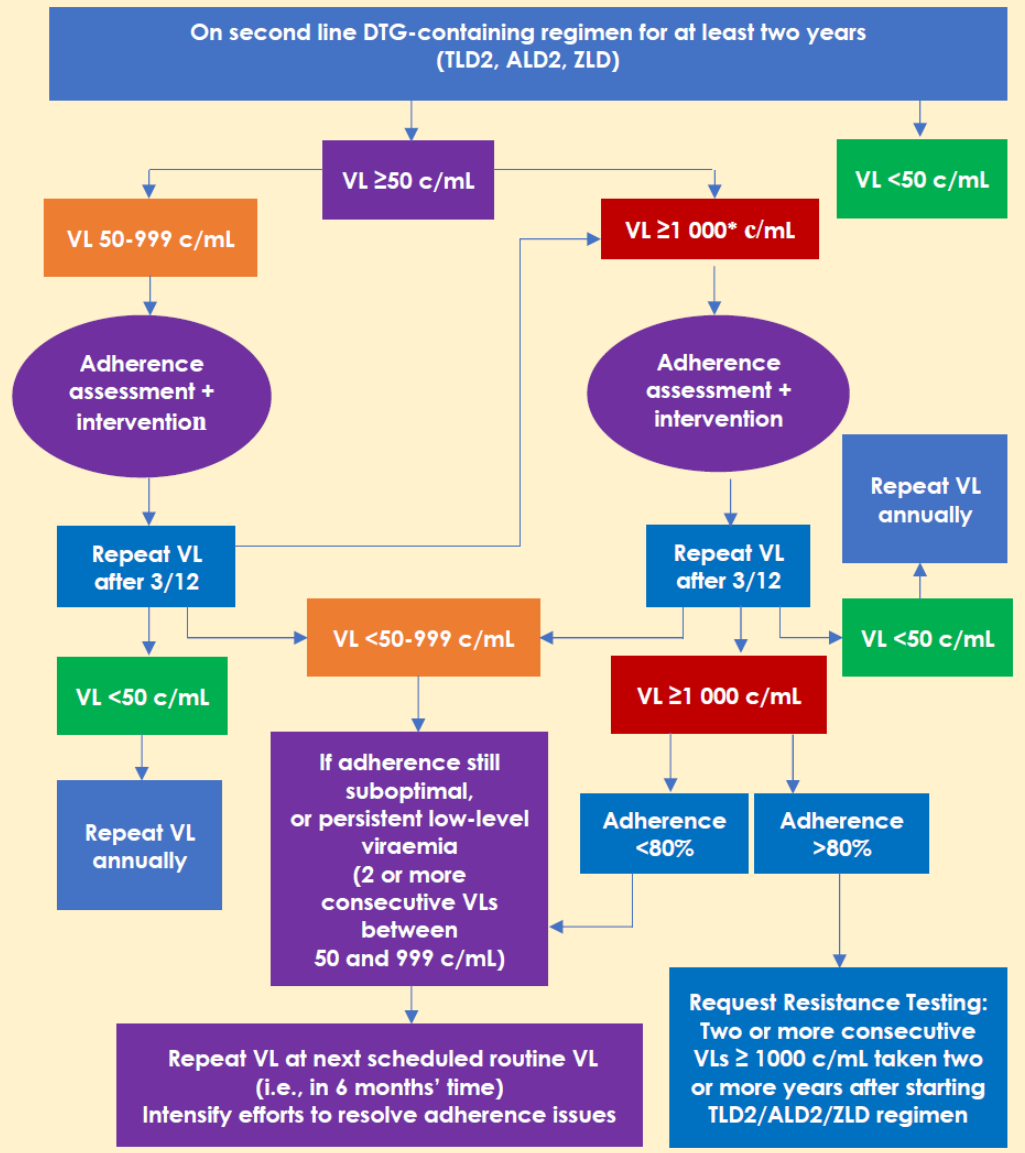 On second line DTG-containing regimen for at least two years
(TLD2, ALD2, ZLD)
VL ≥50 c/mL
VL <50 c/mL
VL 50-999 c/mL
VL ≥1 000* c/mL
Adherence
assessment +
intervention
Adherence
assessment +
intervention
Repeat VL
annually
Repeat VL
after 3/12
Repeat VL
after 3/12
VL <50-999 c/mL
VL <50 c/mL
VL <50 c/mL
VL ≥1 000 c/mL
If adherence still
suboptimal,
or persistent low-level
viraemia
(2 or more
consecutive VLs
between
50 and 999 c/mL)
Repeat VL
annually
Adherence
<80%
Adherence
>80%
Repeat VL at next scheduled routine VL
(i.e., in 6 months’ time)
Intensify efforts to resolve adherence issues
Request Resistance Testing:
Two or more consecutive
VLs ≥ 1000 c/mL taken two
or more years after starting
TLD2/ALD2/ZLD regimen